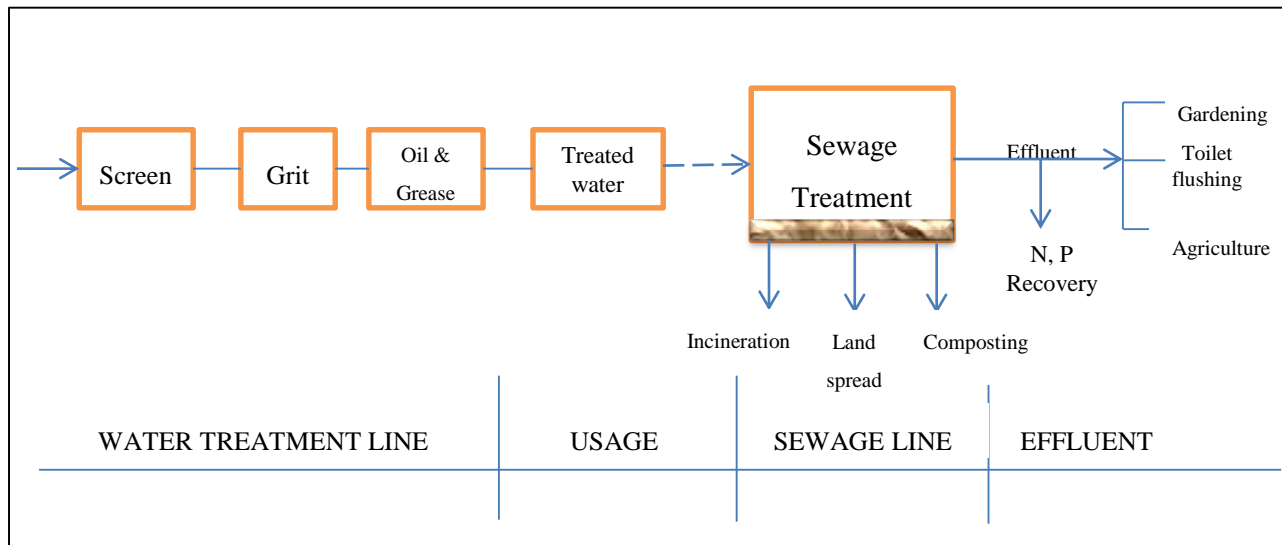 Screen
Grit
Oil &
Grease
Treated
water
Sewage
Treatment
Effluent
Gardening
Toilet
flushing
Agriculture
N, P
Recovery
Incineration
Land
spread
Composting
WATER TREATMENT LINE
USAGE
SEWAGE LINE
EFFLUENT